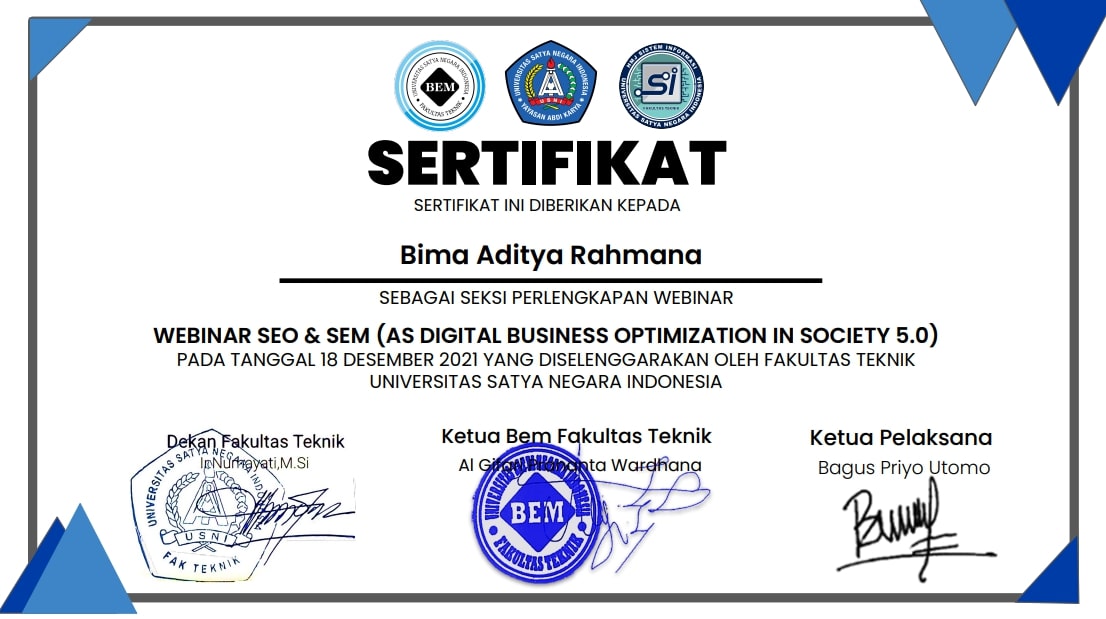 UNIVERSITAS SATYA NEGARA INDONESIA
BEM
FAKULTAS TEKNIK
UNIVERSITAS SATYA NEGARA INDONESIA
USNI
YAYASAN ABDI KARYA
HMJ SISTEM INFORMASI
Si
FAKULTAS TEKNIK
UNIVERSITAS SATYA NEGARA INDONESIA
SERTIFIKAT
SERTIFIKAT INI DIBERIKAN KEPADA
Bima Aditya Rahmana
SEBAGAI SEKSI PERLENGKAPAN WEBINAR
WEBINAR SEO & SEM (AS DIGITAL BUSINESS OPTIMIZATION IN SOCIETY 5.0)
PADA TANGGAL 18 DESEMBER 2021 YANG DISELENGGARAKAN OLEH FAKULTAS TEKNIK
UNIVERSITAS SATYA NEGARA INDONESIA
Dekan Fakultas Teknik
Ir.Nurhayati,M.Si
UNIVERSITAS SATYA NEGARA INDONESIA
USNI
FAK TEKNIK
Ketua Bem Fakultas Teknik
Al Gifari Wardhana
UNIVERSITAS SATYA NEGARA INDONESIA
BEM
FAKULTAS TEKNIK
Ketua Pelaksana
Bagus Priyo Utomo